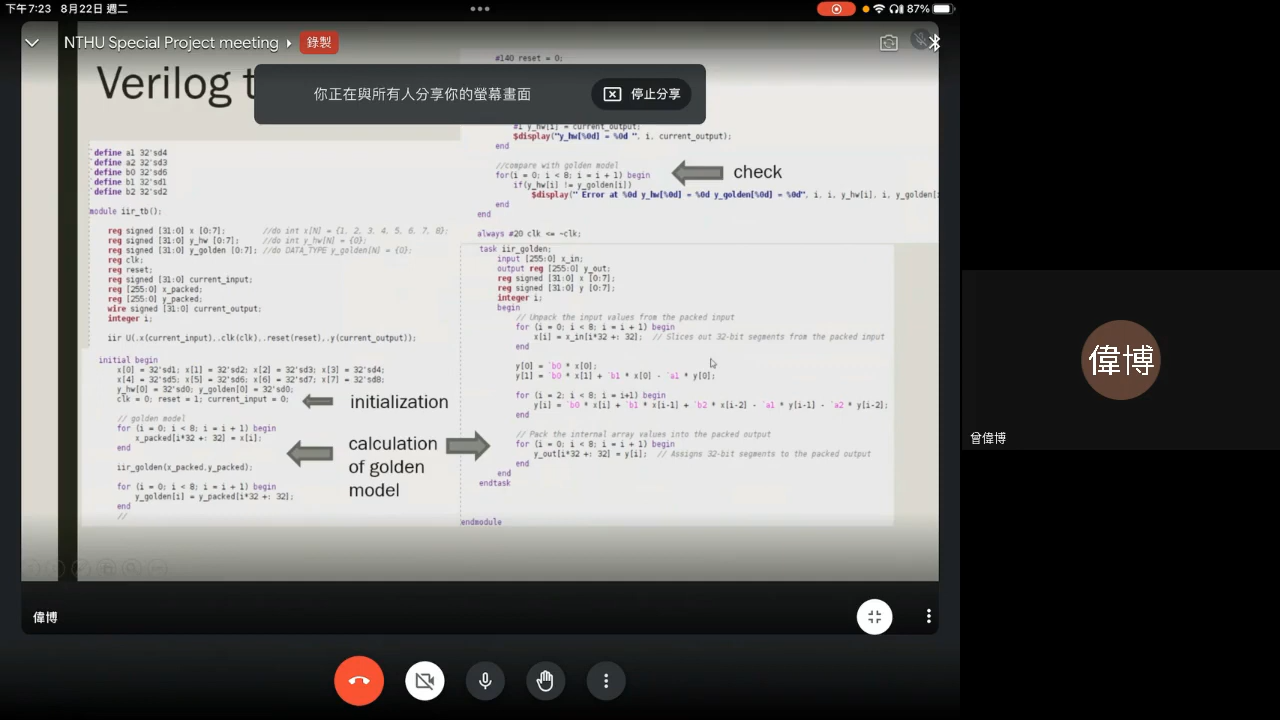 下午7:23 8月22日 週二
87%
NTHU Special Project meeting
錄製
Verilog t
你正在與所有人分享你的螢幕畫面
停止分享
`define a1 32'sd4
`define a2 32'sd3
`define b0 32'sd6
`define b1 32'sd1
`define b2 32'sd2
module iir_tb();
reg signed [31:0] x [0:7]; //do int x[N] = {1, 2, 3, 4, 5, 6, 7, 8};
reg signed [31:0] y_hw [0:7]; //do int y_hw[N] = {0};
reg signed [31:0] y_golden [0:7]; //do DATA_TYPE y_golden[N] = {0};
reg clk;
reg reset;
reg signed [31:0] current_input;
reg [255:0] x_packed;
reg [255:0] y_packed;
wire signed [31:0] current_output;
integer i;
iir U(.x(current_input),.clk(clk),.reset(reset),.y(current_output));
initial begin
x[0] = 32'sd1; x[1] = 32'sd2; x[2] = 32'sd3; x[3] = 32'sd4;
x[4] = 32'sd5; x[5] = 32'sd6; x[6] = 32'sd7; x[7] = 32'sd8;
y_hw[0] = 32'sd0; y_golden[0] = 32'sd0;
clk = 0; reset = 1; current_input = 0;
initialization
// golden model
for (i = 0; i < 8; i = i + 1) begin
x_packed[i*32 +: 32] = x[i];
end
iir_golden(x_packed,y_packed);
for (i = 0; i < 8; i = i + 1) begin
y_golden[i] = y_packed[i*32 +: 32];
end
//
calculation
of golden
model
#140 reset = 0;
#1 y_hw[i] = current_output;
$display("y_hw[%0d] = %0d ", i, current_output);
end
//compare with golden model
for(i = 0; i < 8; i = i + 1) begin
if(y_hw[i] != y_golden[i])
$display(" Error at %0d y_hw[%0d] = %0d y_golden[%0d] = %0d", i, i, y_hw[i], i, y_golden[i
end
end
check
always #20 clk <= ~clk;
task iir_golden;
input [255:0] x_in;
output reg [255:0] y_out;
reg signed [31:0] x [0:7];
reg signed [31:0] y [0:7];
integer i;
begin
// Unpack the input values from the packed input
for (i = 0; i < 8; i = i + 1) begin
x[i] = x_in[i*32 +: 32]; // Slices out 32-bit segments from the packed input
end
y[0] = `b0 * x[0];
y[1] = `b0 * x[1] + `b1 * x[0] - `a1 * y[0];
for (i = 2; i < 8; i = i+1) begin
y[i] = `b0 * x[i] + `b1 * x[i-1] + `b2 * x[i-2] - `a1 * y[i-1] - `a2 * y[i-2];
end
// Pack the internal array values into the packed output
for (i = 0; i < 8; i = i + 1) begin
y_out[i*32 +: 32] = y[i]; // Assigns 32-bit segments to the packed output
end
end
endtask
endmodule
偉博
偉博
曾偉博